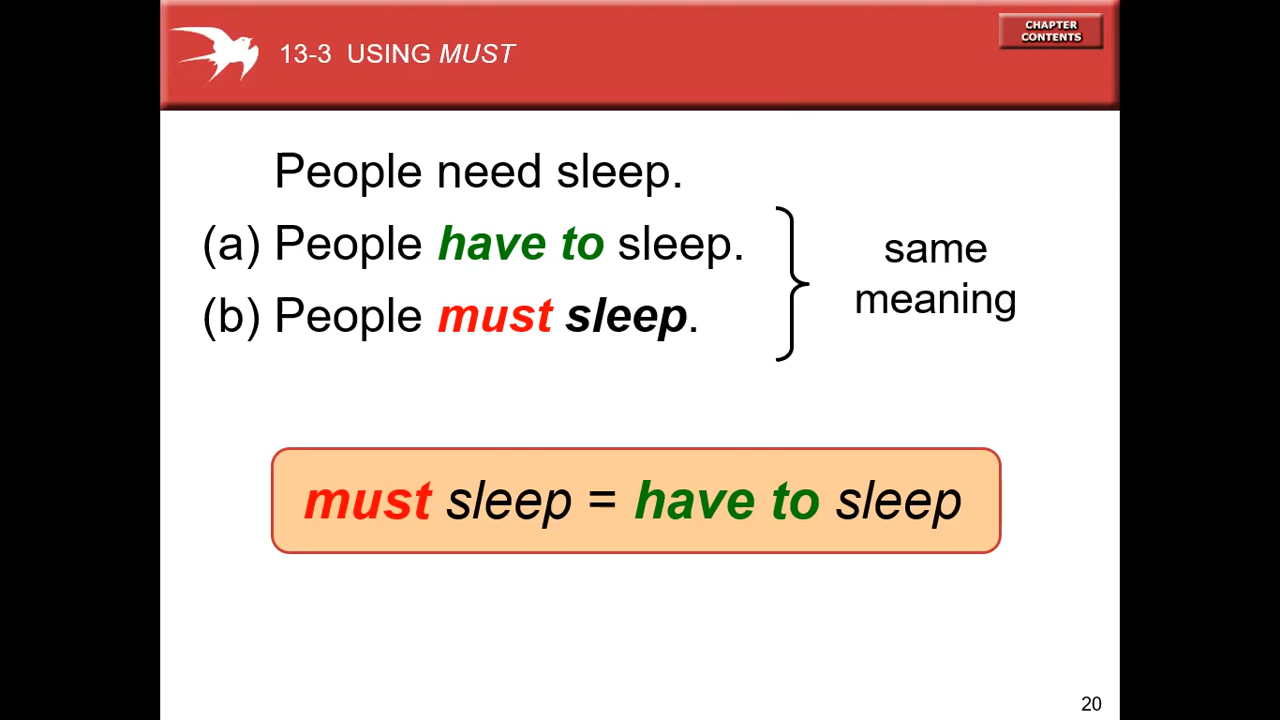 CHAPTER
CONTENTS
13-3 USING MUST
People need sleep.
(a) People have to sleep.
(b) People must sleep.
same
meaning
must sleep = have to sleep
20